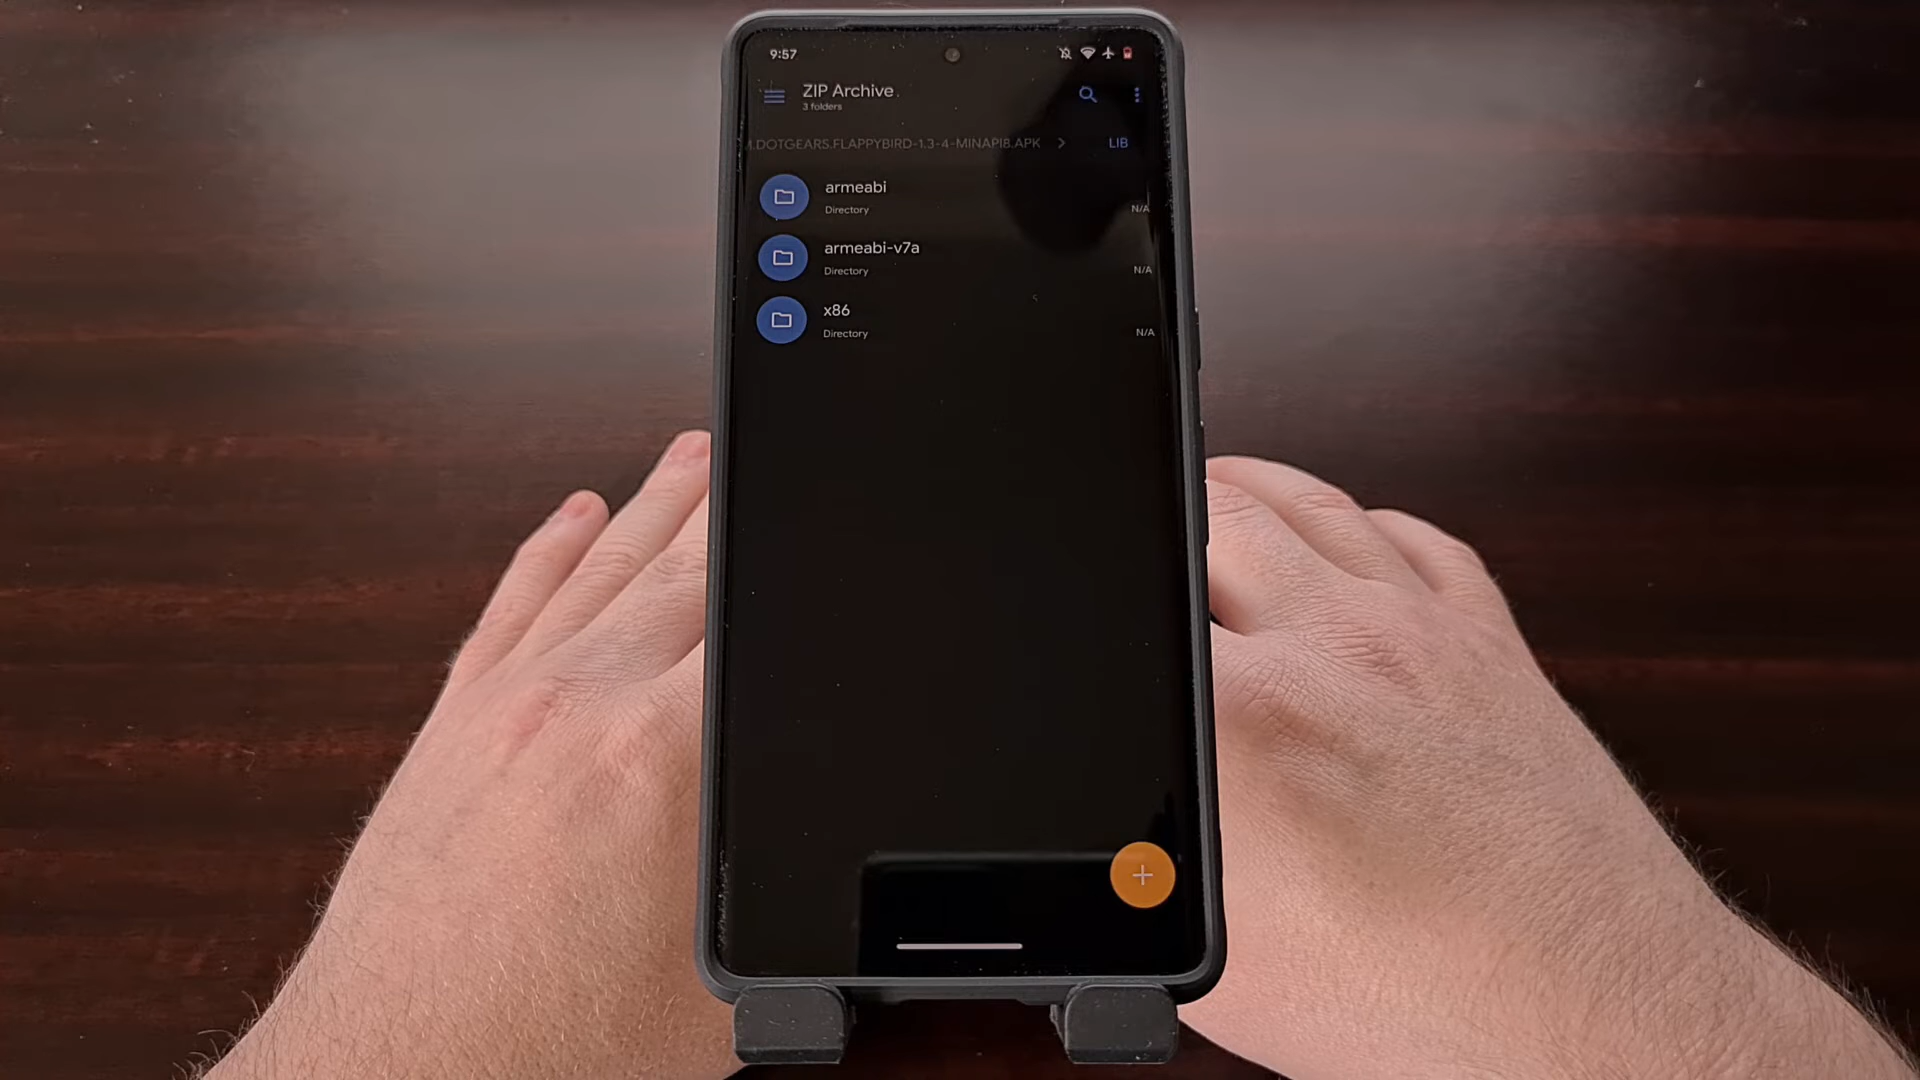 9:57
ZIP Archive
3 folders
.DOTGEARS.FLAPPYBIRD-1.3-4-MINAPI8.APK > LIB
armeabi
Directory N/A
armeabi-v7a
Directory N/A
x86
Directory N/A